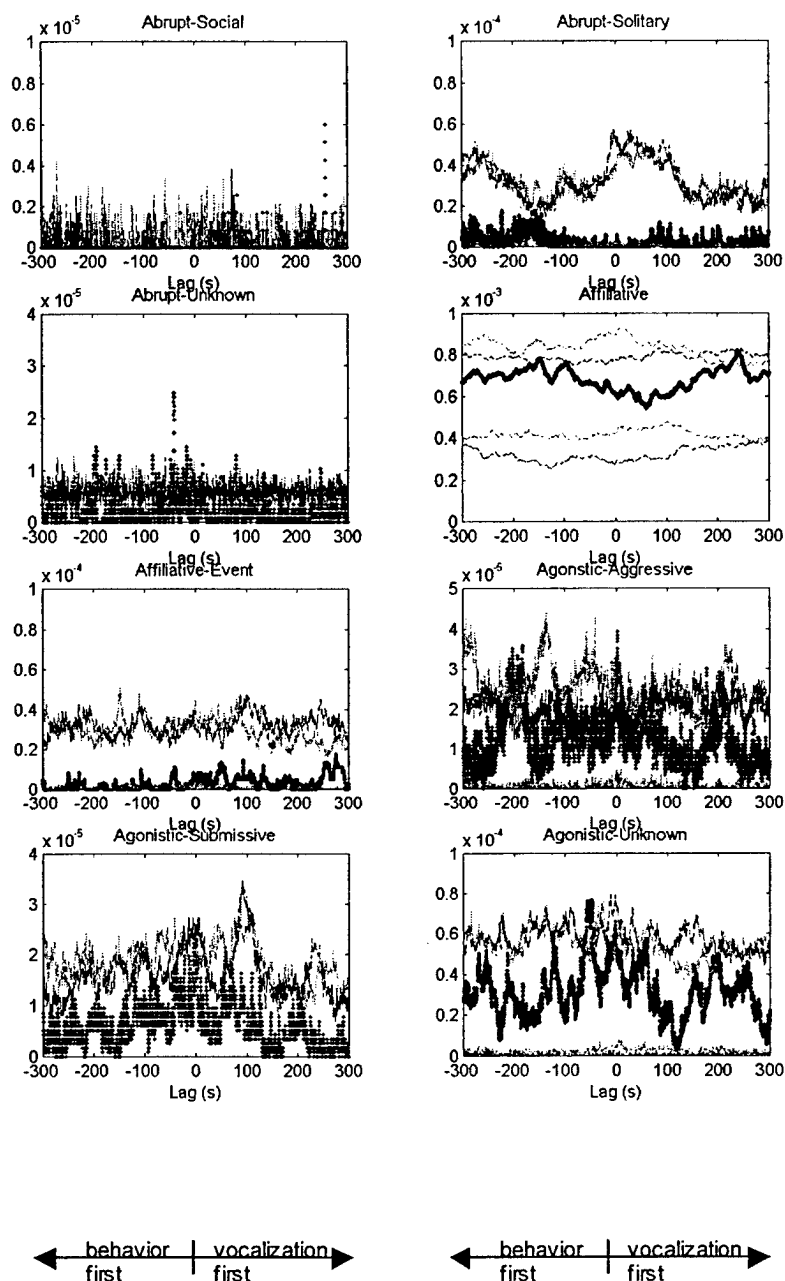 x 10^-5 Abrupt-Social
1
0.8
0.6
0.4
0.2
0
-300 -200 -100 0 100 200 300
Lag (s)
x 10^-4 Abrupt-Solitary
1
0.8
0.6
0.4
0.2
0
-300 -200 -100 0 100 200 300
Lag (s)
x 10^-5 Abrupt-Unknown
4
3
2
1
0
-300 -200 -100 0 100 200 300
Lag (s)
x 10^-3 Affiliative
1
0.8
0.6
0.4
0.2
0
-300 -200 -100 0 100 200 300
Lag (s)
x 10^-4 Affiliative-Event
1
0.8
0.6
0.4
0.2
0
-300 -200 -100 0 100 200 300
Lag (s)
x 10^-5 Agonstic-Aggressive
5
4
3
2
1
0
-300 -200 -100 0 100 200 300
Lag (s)
x 10^-5 Agonistic-Submissive
4
3
2
1
0
-300 -200 -100 0 100 200 300
Lag (s)
x 10^-4 Agonistic-Unknown
1
0.8
0.6
0.4
0.2
0
-300 -200 -100 0 100 200 300
Lag (s)
behavior first
vocalization first
behavior first
vocalization first